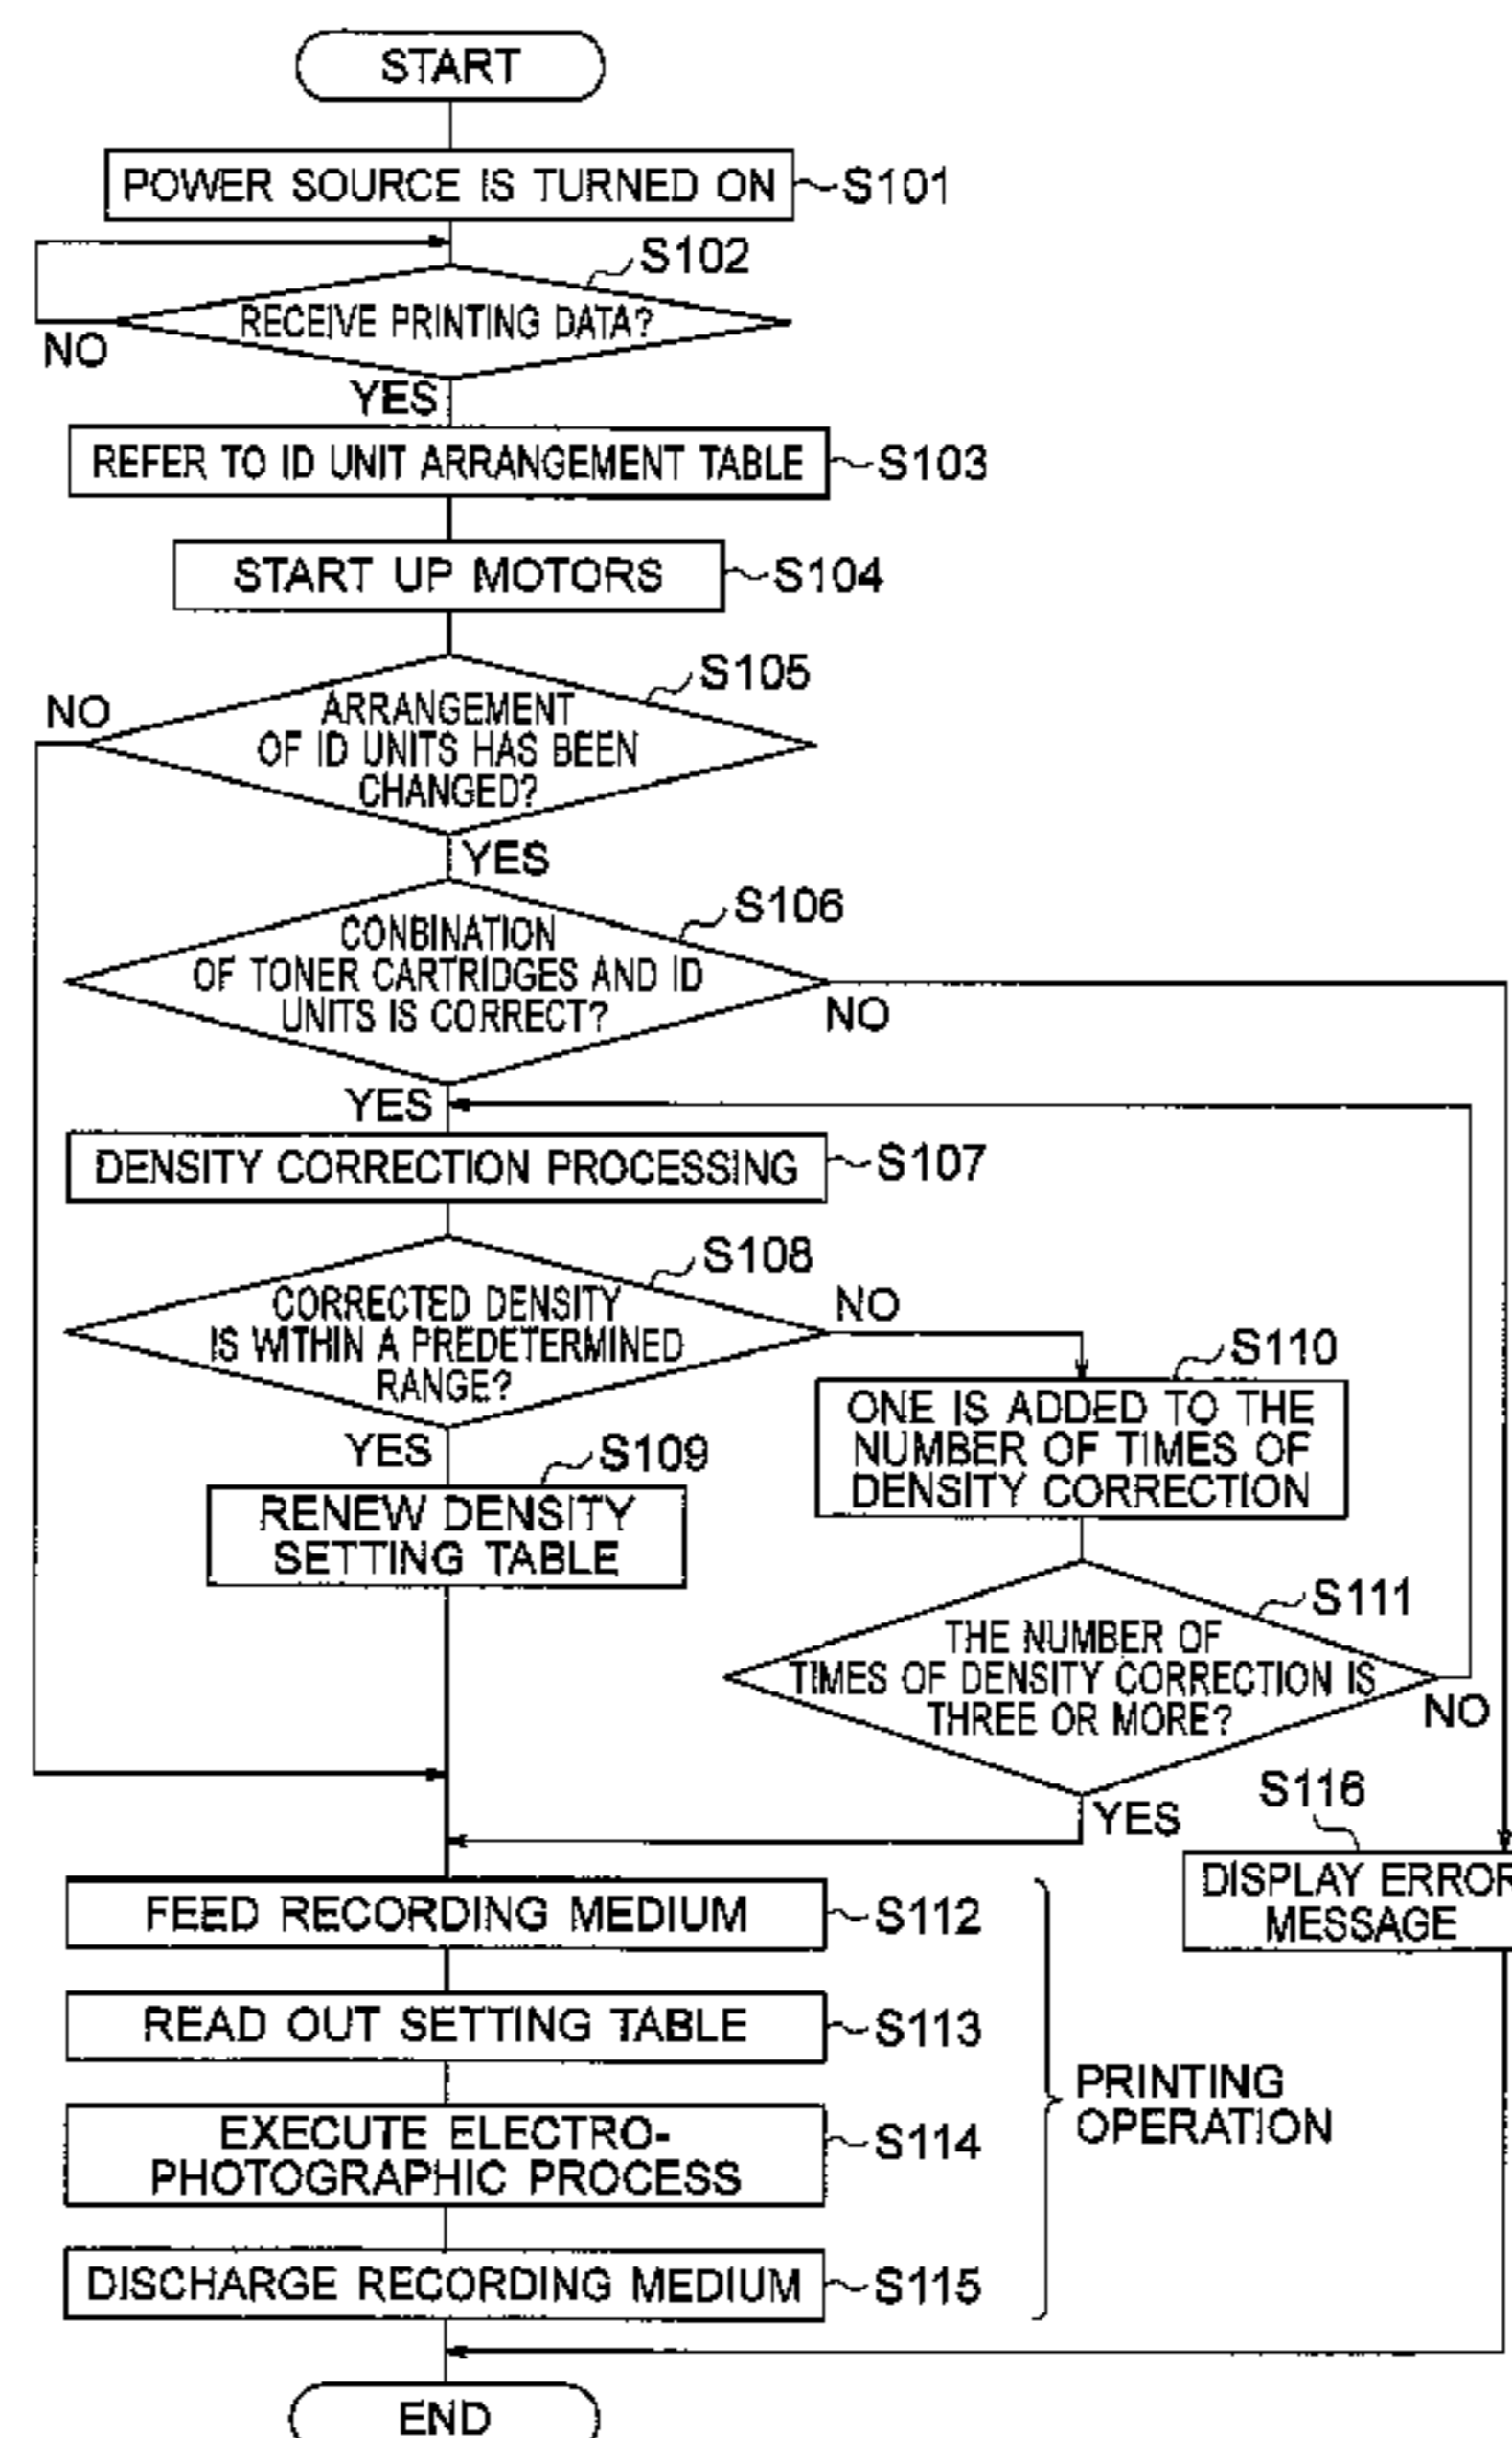 START
POWER SOURCE IS TURNED ON
S101
S102
RECEIVE PRINTING DATA?
NO
YES
REFER TO ID UNIT ARRANGEMENT TABLE
S103
START UP MOTORS
S104
S105
NO
ARRANGEMENT
OF ID UNITS HAS BEEN
CHANGED?
YES
S106
CONBINATION
OF TONER CARTRIDGES AND ID
UNITS IS CORRECT?
NO
YES
DENSITY CORRECTION PROCESSING
S107
S108
CORRECTED DENSITY
IS WITHIN A PREDETERMINED
RANGE?
NO
YES
S110
ONE IS ADDED TO THE
NUMBER OF TIMES OF
DENSITY CORRECTION
S109
RENEW DENSITY
SETTING TABLE
S111
THE NUMBER OF
TIMES OF DENSITY CORRECTION IS
THREE OR MORE?
NO
YES
S116
DISPLAY ERROR
MESSAGE
FEED RECORDING MEDIUM
S112
READ OUT SETTING TABLE
S113
EXECUTE ELECTRO-
PHOTOGRAPHIC PROCESS
S114
DISCHARGE RECORDING MEDIUM
S115
PRINTING
OPERATION
END